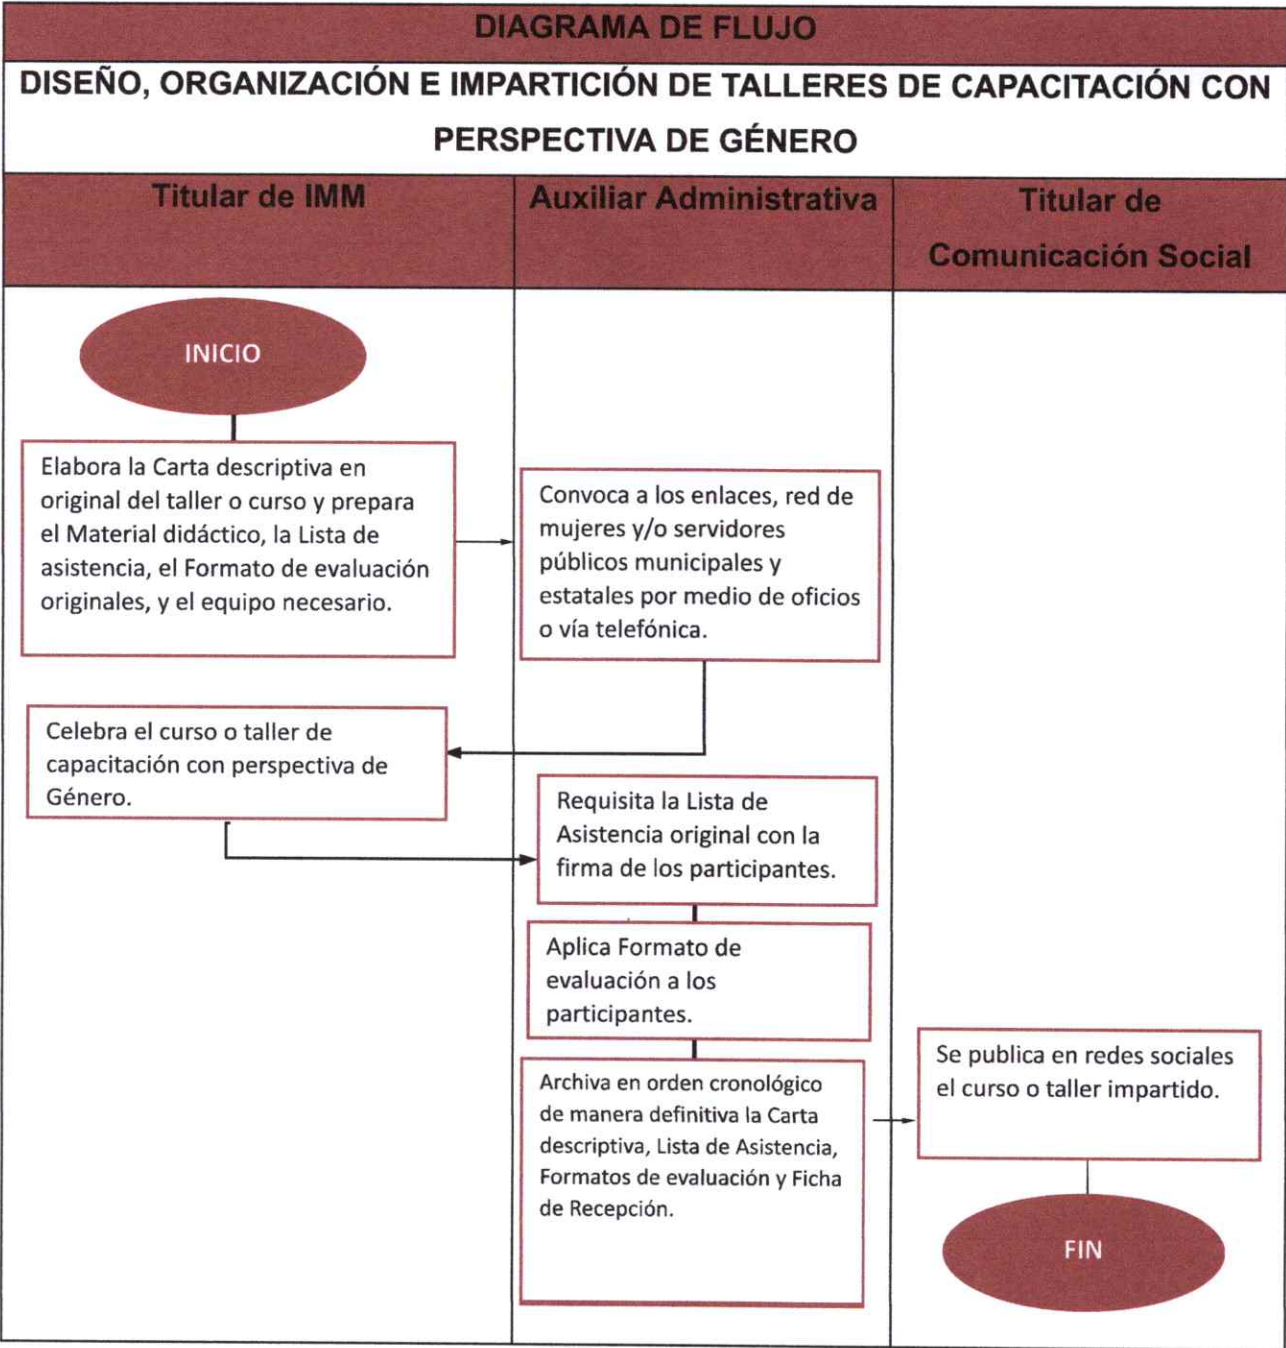 DIAGRAMA DE FLUJO
DISEÑO, ORGANIZACIÓN E IMPARTICIÓN DE TALLERES DE CAPACITACIÓN CON
PERSPECTIVA DE GÉNERO
Titular de IMM
Auxiliar Administrativa
Titular de
Comunicación Social
INICIO
Elabora la Carta descriptiva en
original del taller o curso y prepara
el Material didáctico, la Lista de
asistencia, el Formato de evaluación
originales, y el equipo necesario.
Convoca a los enlaces, red de
mujeres y/o servidores
públicos municipales y
estatales por medio de oficios
o vía telefónica.
Celebra el curso o taller de
capacitación con perspectiva de
Género.
Requisita la Lista de
Asistencia original con la
firma de los participantes.
Aplica Formato de
evaluación a los
participantes.
Archiva en orden cronológico
de manera definitiva la Carta
descriptiva, Lista de Asistencia,
Formatos de evaluación y Ficha
de Recepción.
Se publica en redes sociales
el curso o taller impartido.
FIN